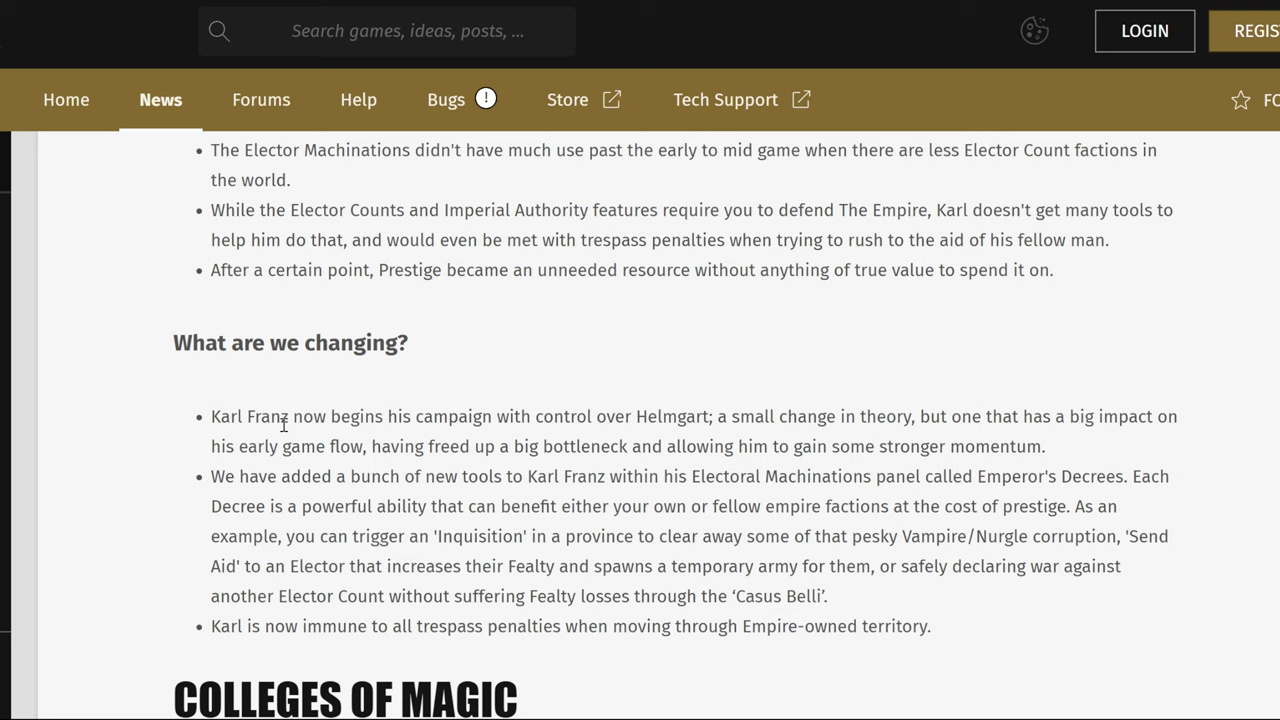 Search games, ideas, posts, ...
LOGIN
REGIS
Home
News
Forums
Help
Bugs !
Store
Tech Support
FO
• The Elector Machinations didn't have much use past the early to mid game when there are less Elector Count factions in
the world.
• While the Elector Counts and Imperial Authority features require you to defend The Empire, Karl doesn't get many tools to
help him do that, and would even be met with trespass penalties when trying to rush to the aid of his fellow man.
• After a certain point, Prestige became an unneeded resource without anything of true value to spend it on.
What are we changing?
• Karl Franz now begins his campaign with control over Helmgart; a small change in theory, but one that has a big impact on
his early game flow, having freed up a big bottleneck and allowing him to gain some stronger momentum.
• We have added a bunch of new tools to Karl Franz within his Electoral Machinations panel called Emperor's Decrees. Each
Decree is a powerful ability that can benefit either your own or fellow empire factions at the cost of prestige. As an
example, you can trigger an 'Inquisition' in a province to clear away some of that pesky Vampire/Nurgle corruption, 'Send
Aid' to an Elector that increases their Fealty and spawns a temporary army for them, or safely declaring war against
another Elector Count without suffering Fealty losses through the ‘Casus Belli’.
• Karl is now immune to all trespass penalties when moving through Empire-owned territory.
COLLEGES OF MAGIC